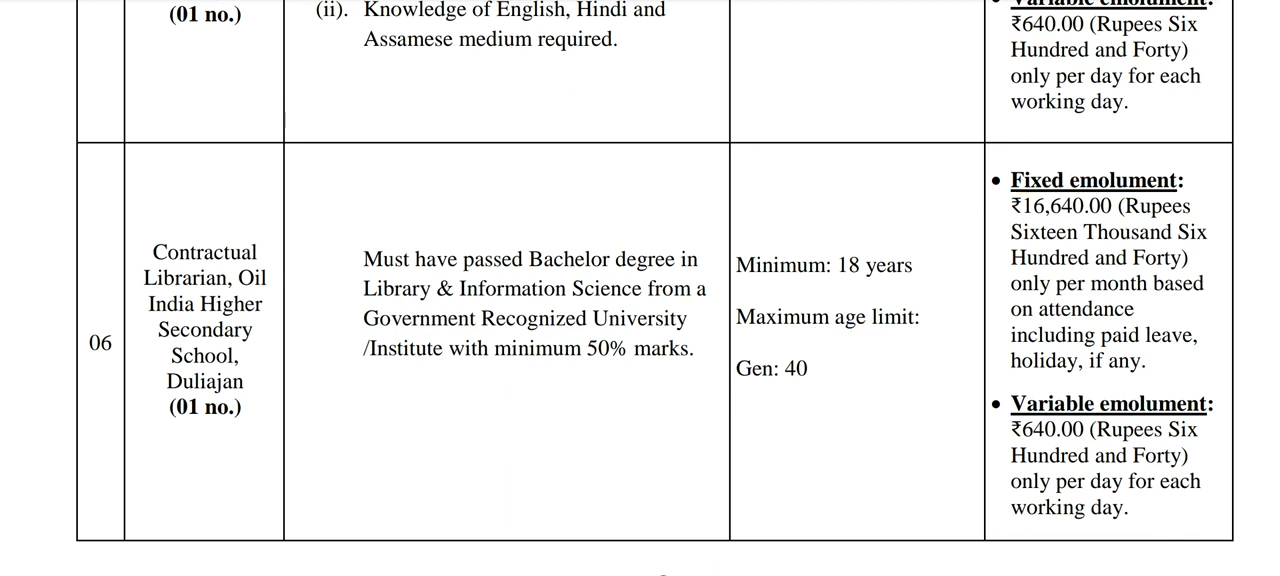 (01 no.)
(ii). Knowledge of English, Hindi and
Assamese medium required.
• Variable emolument:
₹640.00 (Rupees Six
Hundred and Forty)
only per day for each
working day.
06
Contractual
Librarian, Oil
India Higher
Secondary
School,
Duliajan
(01 no.)
Must have passed Bachelor degree in
Library & Information Science from a
Government Recognized University
/Institute with minimum 50% marks.
Minimum: 18 years
Maximum age limit:
Gen: 40
• Fixed emolument:
₹16,640.00 (Rupees
Sixteen Thousand Six
Hundred and Forty)
only per month based
on attendance
including paid leave,
holiday, if any.
• Variable emolument:
₹640.00 (Rupees Six
Hundred and Forty)
only per day for each
working day.